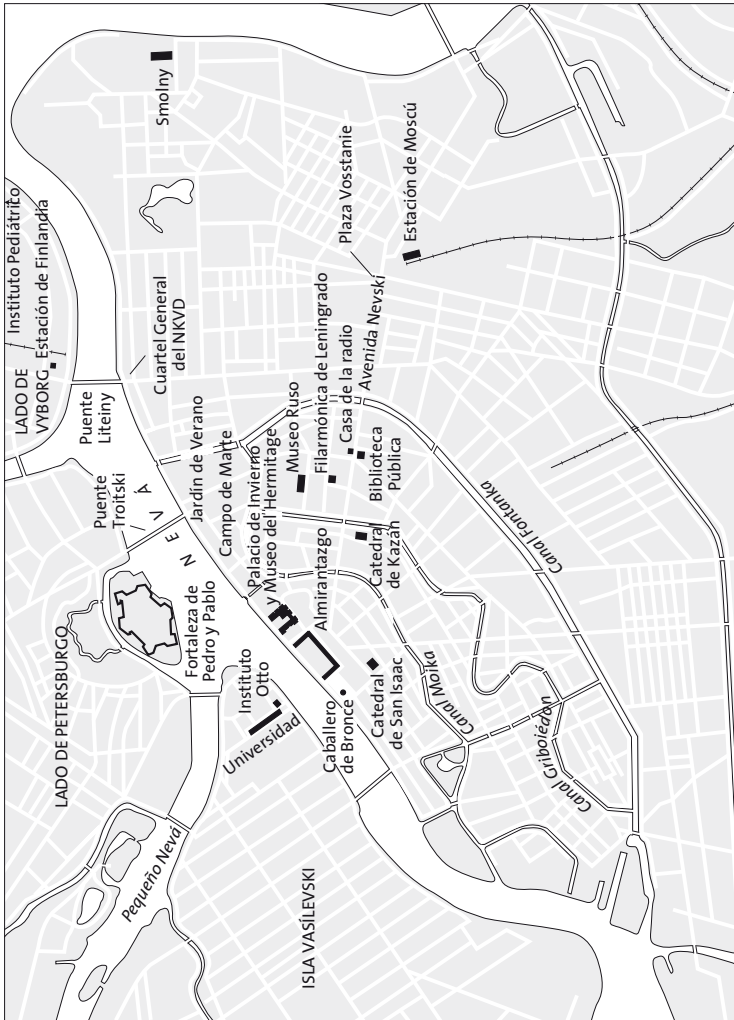 Smolny
Instituto Pediátrico
LADO DE
VYBORG
Estación de Finlandia
Cuartel General
del NKVD
Plaza Vosstanie
Estación de Moscú
Avenida Nevski
Puente
Liteiny
Puente
Troitski
NEVÁ
Jardín de Verano
Campo de Marte
Palacio de Invierno
y Museo del Hermitage
Museo Ruso
Filarmónica de Leningrado
Casa de la radio
Biblioteca
Pública
Almirantazgo
Catedral
de Kazán
Canal Fontanka
LADO DE PETERSBURGO
Fortaleza de
Pedro y Pablo
Instituto
Otto
Universidad
Caballero
de Bronce
Catedral
de San Isaac
Canal Moika
Canal Griboiédon
Pequeño Nevá
ISLA VASÍLEVSKI